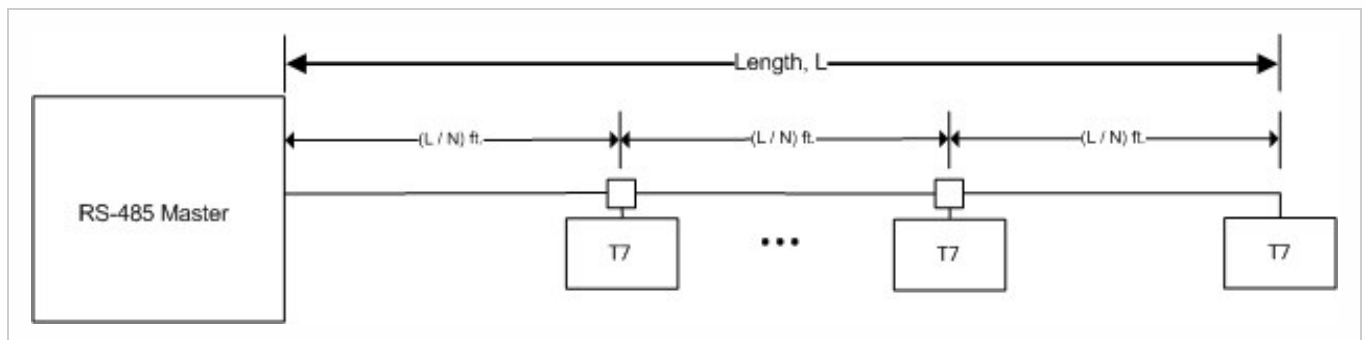 Length, L
(L / N) ft.
(L / N) ft.
(L / N) ft.
RS-485 Master
T7
•••
T7
T7